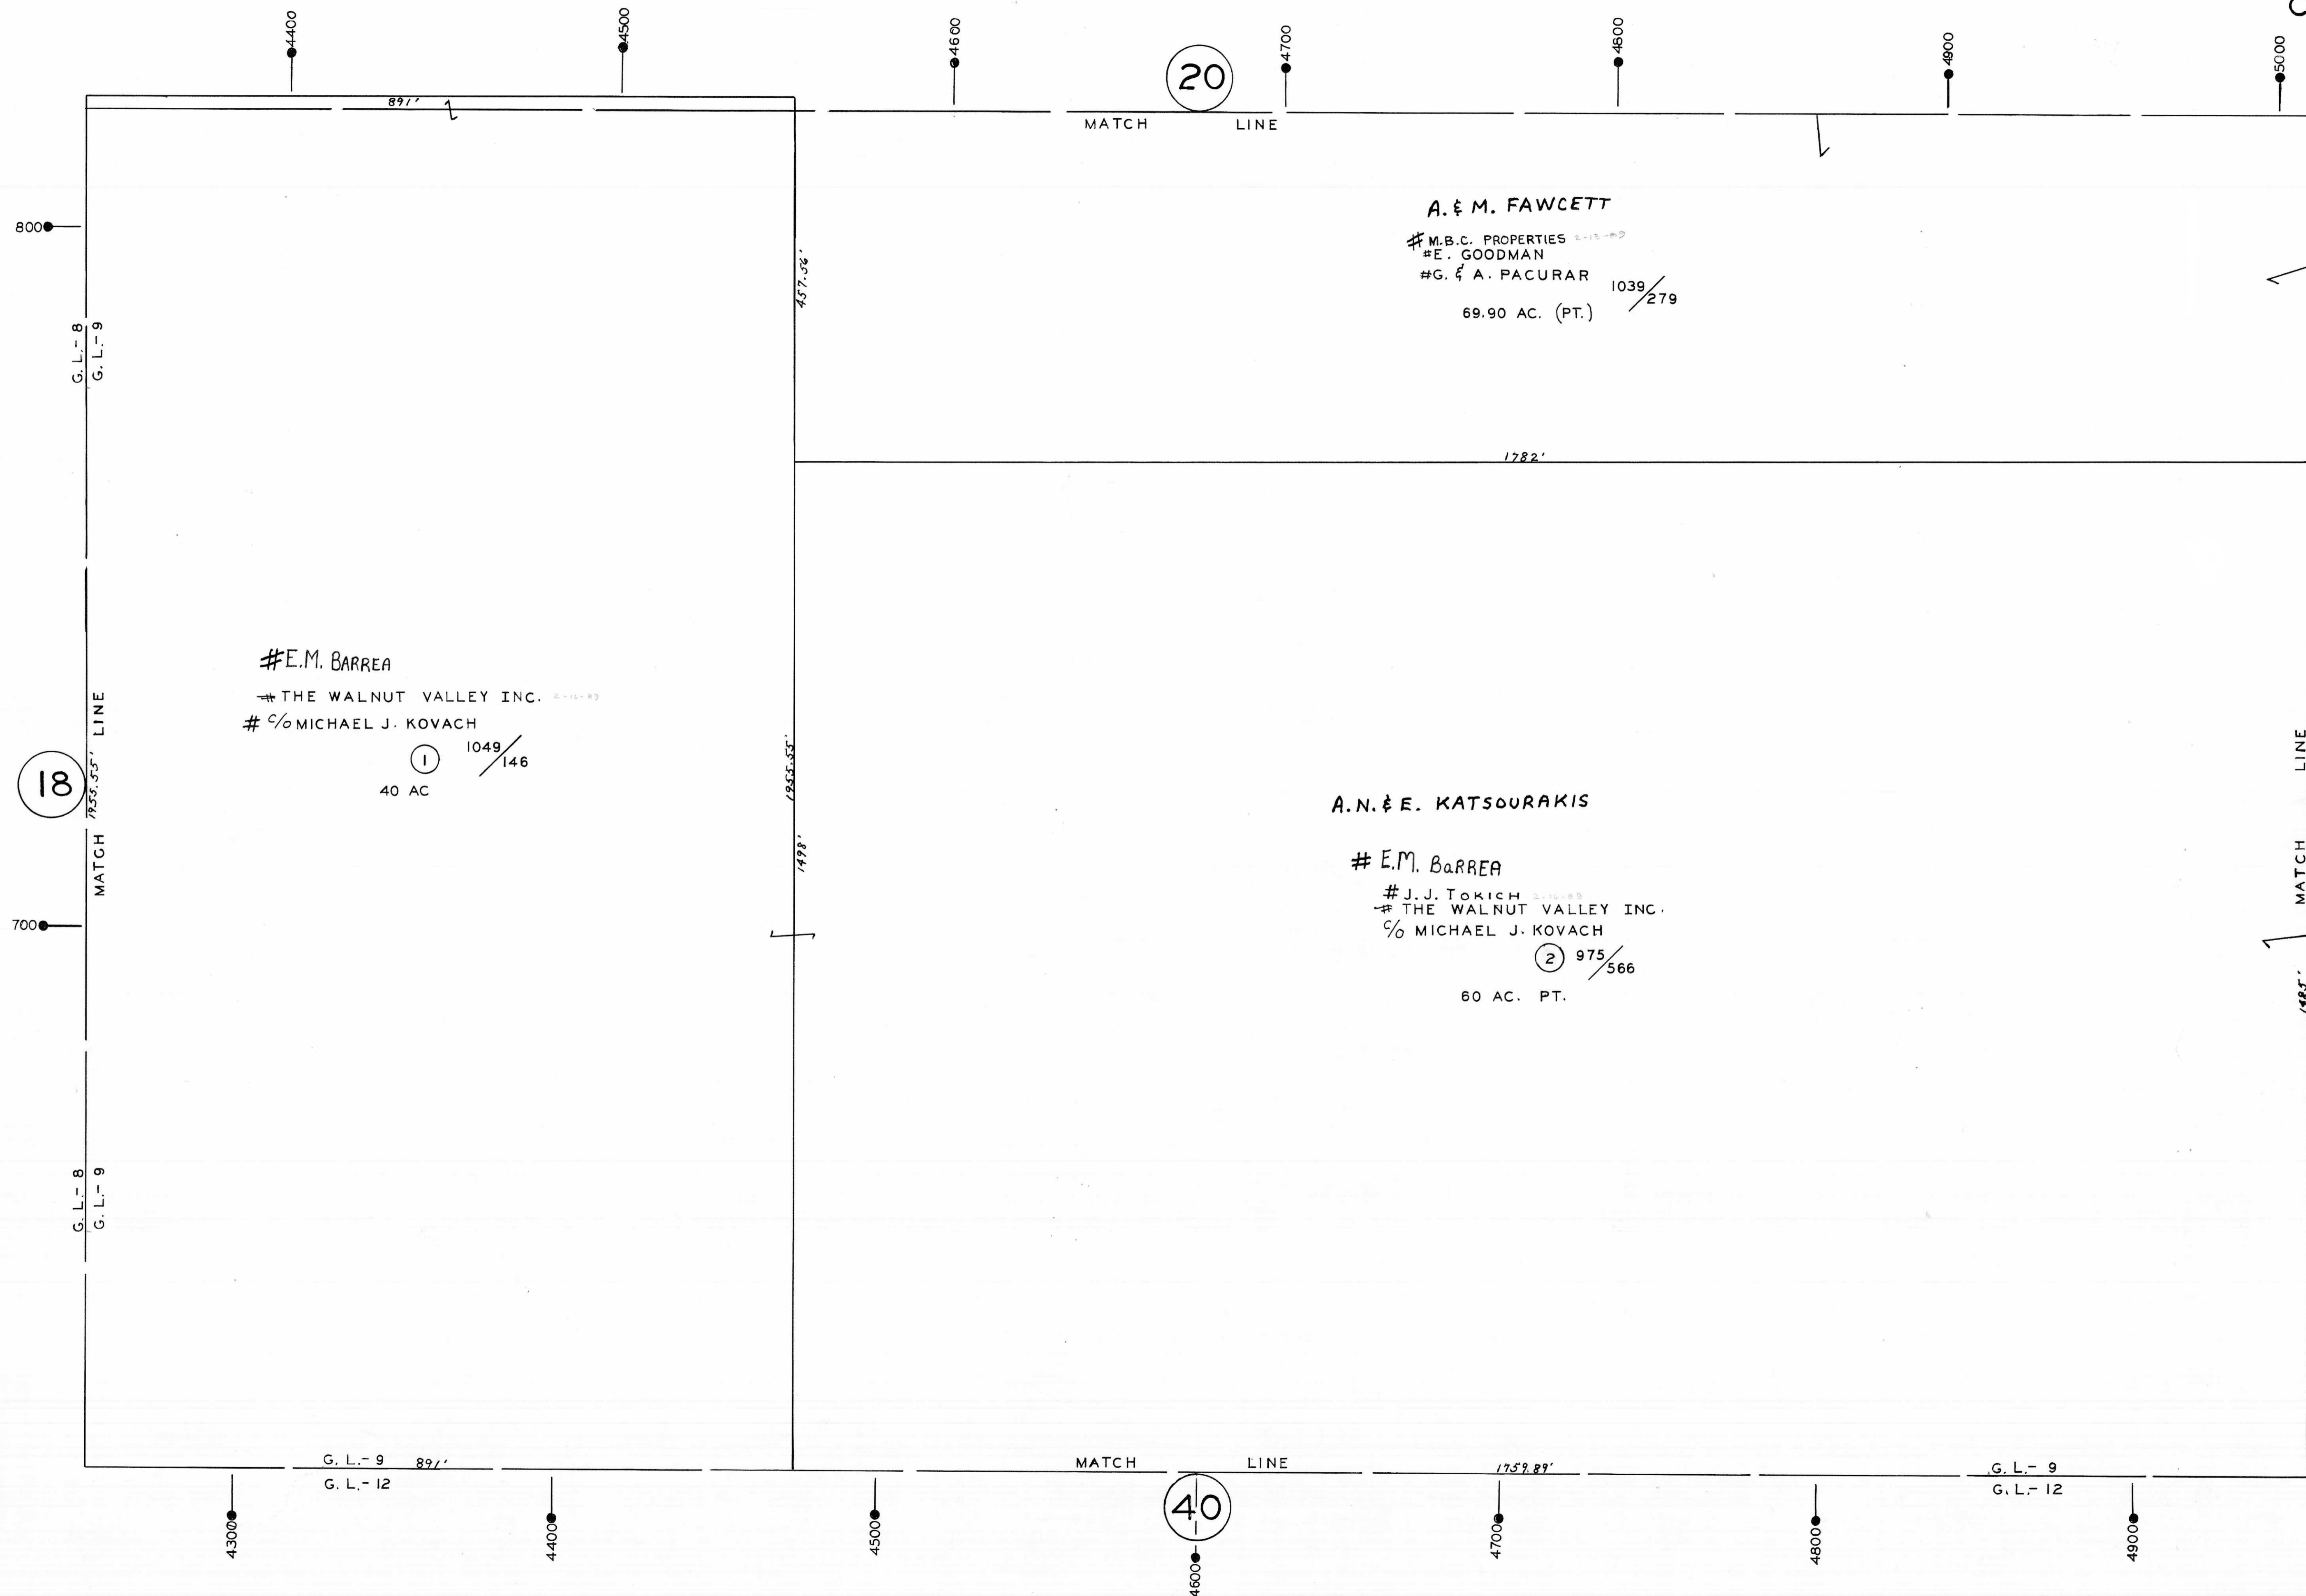 4400
4500
4600
4700
4800
4900
5000
20
891'
MATCH LINE
800
G. L.- 8
G. L.- 9
457.56'
A. & M. FAWCETT
# M.B.C. PROPERTIES
#E. GOODMAN
#G. & A. PACURAR
1039/279
69.90 AC. (PT.)
1782'
#E.M. BARREA
# THE WALNUT VALLEY INC.
# c/o MICHAEL J. KOVACH
1 1049/146
40 AC
18
MATCH 1955.55' LINE
1955.55'
1498'
700
A.N. & E. KATSOURAKIS
# E.M. BaRREA
# J.J. TOKICH
# THE WALNUT VALLEY INC.
c/o MICHAEL J. KOVACH
2 975/566
60 AC. PT.
MATCH LINE
1485'
G. L.- 8
G. L.- 9
G. L.- 9 891'
G. L.- 12
MATCH LINE
1759.89'
G. L.- 9
G. L.- 12
40
4300
4400
4500
4600
4700
4800
4900